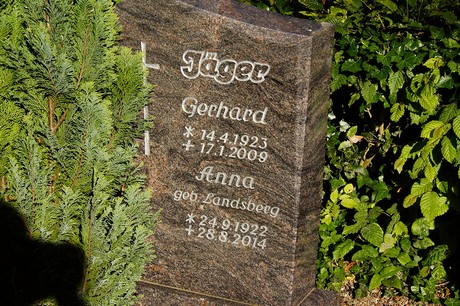 Jäger
Gerhard
* 14.4.1923
+ 17.1.2009
Anna
geb. Landsberg
* 24.9.1922
+ 28.8.2014